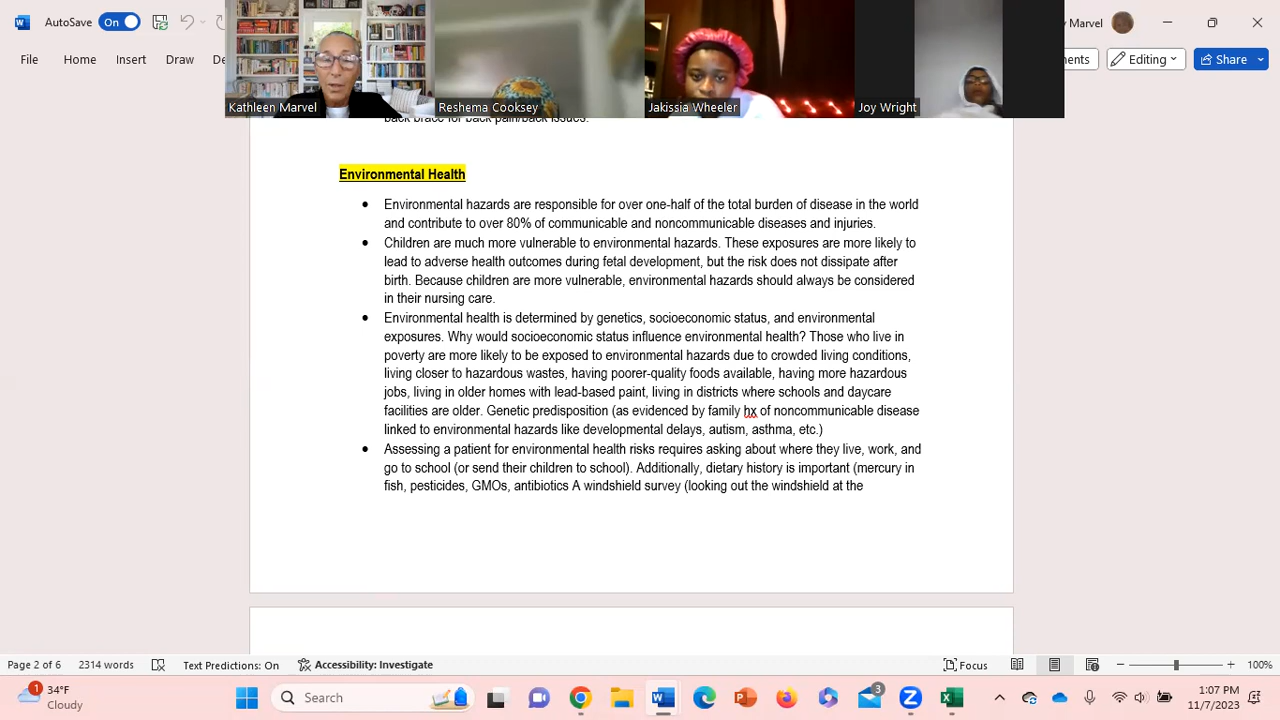 AutoSave On
y Marvel
File Home Insert Draw
ments Editing Share
Kathleen Marvel
Reshema Cooksey
Jakissia Wheeler
Joy Wright
back brace for back pain/back issues.
Environmental Health
• Environmental hazards are responsible for over one-half of the total burden of disease in the world
and contribute to over 80% of communicable and noncommunicable diseases and injuries.
• Children are much more vulnerable to environmental hazards. These exposures are more likely to
lead to adverse health outcomes during fetal development, but the risk does not dissipate after
birth. Because children are more vulnerable, environmental hazards should always be considered
in their nursing care.
• Environmental health is determined by genetics, socioeconomic status, and environmental
exposures. Why would socioeconomic status influence environmental health? Those who live in
poverty are more likely to be exposed to environmental hazards due to crowded living conditions,
living closer to hazardous wastes, having poorer-quality foods available, having more hazardous
jobs, living in older homes with lead-based paint, living in districts where schools and daycare
facilities are older. Genetic predisposition (as evidenced by family hx of noncommunicable disease
linked to environmental hazards like developmental delays, autism, asthma, etc.)
• Assessing a patient for environmental health risks requires asking about where they live, work, and
go to school (or send their children to school). Additionally, dietary history is important (mercury in
fish, pesticides, GMOs, antibiotics A windshield survey (looking out the windshield at the
Page 2 of 6 2314 words Text Predictions: On Accessibility: Investigate Focus 100%
1 34°F
Cloudy
Search
3
1:07 PM
11/7/2023